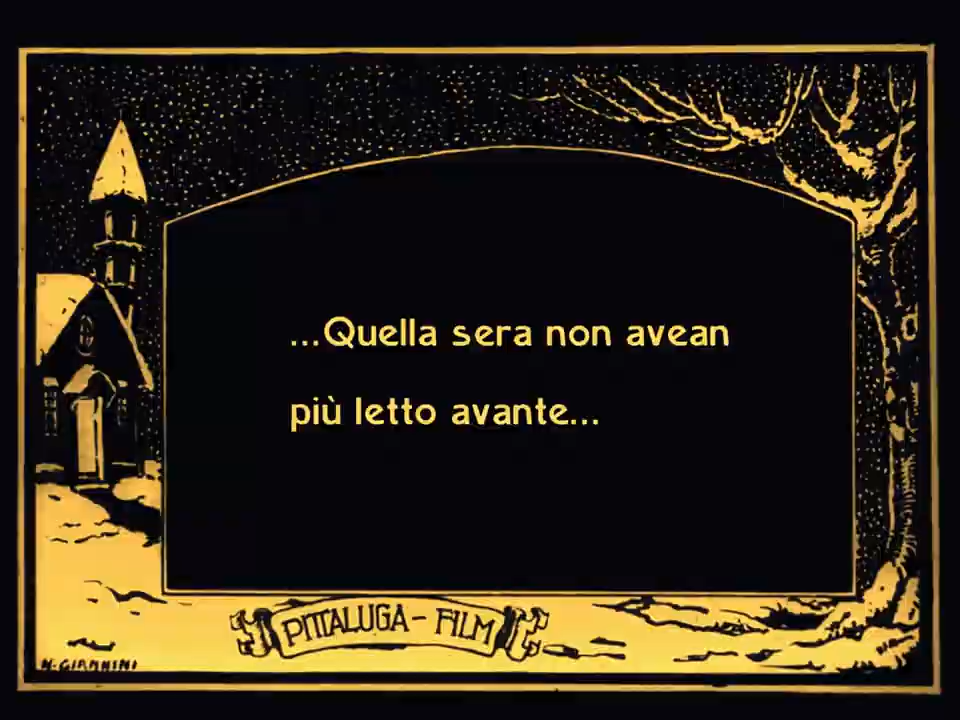 ...Quella sera non avean
più letto avante...
PITTALUGA - FILM
N. GIANNINI